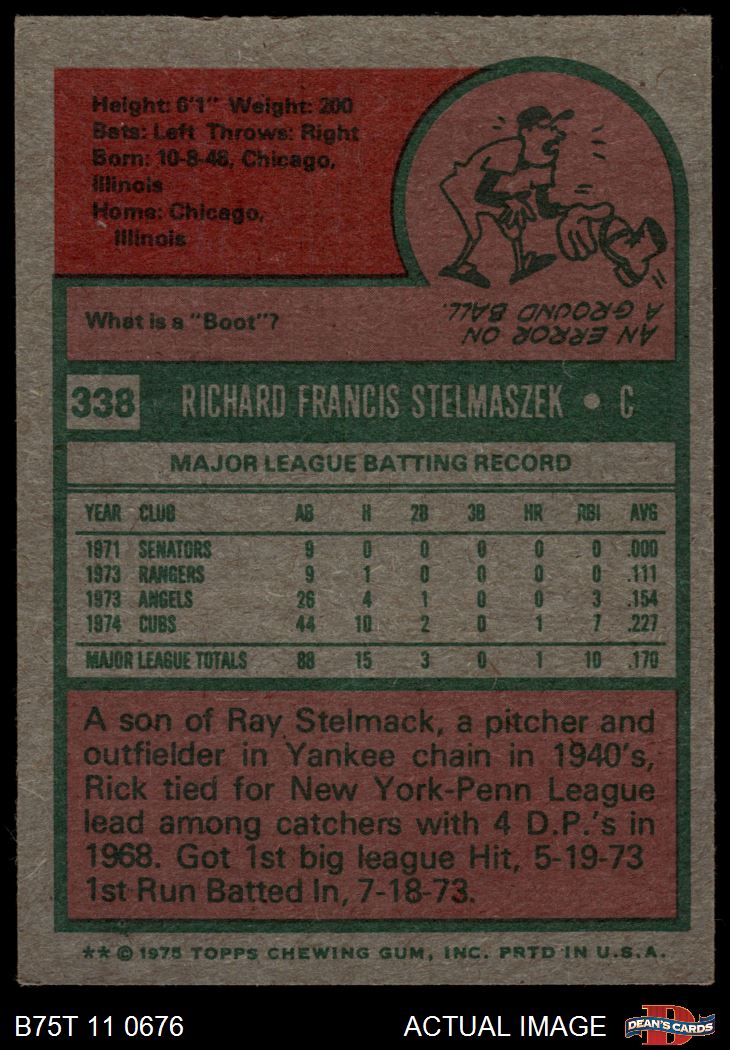 Height: 6'1" Weight: 200
Bats: Left Throws: Right
Born: 10-8-48, Chicago,
Illinois
Home: Chicago,
Illinois
What is a "Boot"?
AN ERROR ON
A GROUND BALL.
338 RICHARD FRANCIS STELMASZEK • C
MAJOR LEAGUE BATTING RECORD
YEAR CLUB AB H 2B 3B HR RBI AVG
1971 SENATORS 9 0 0 0 0 0 .000
1973 RANGERS 9 1 0 0 0 0 .111
1973 ANGELS 26 4 1 0 0 3 .154
1974 CUBS 44 10 2 0 1 7 .227
MAJOR LEAGUE TOTALS 88 15 3 0 1 10 .170
A son of Ray Stelmack, a pitcher and
outfielder in Yankee chain in 1940's,
Rick tied for New York-Penn League
lead among catchers with 4 D.P.'s in
1968. Got 1st big league Hit, 5-19-73
1st Run Batted In, 7-18-73.
** © 1975 TOPPS CHEWING GUM, INC. PRTD IN U.S.A.
B75T 11 0676 ACTUAL IMAGE D DEAN'S CARDS